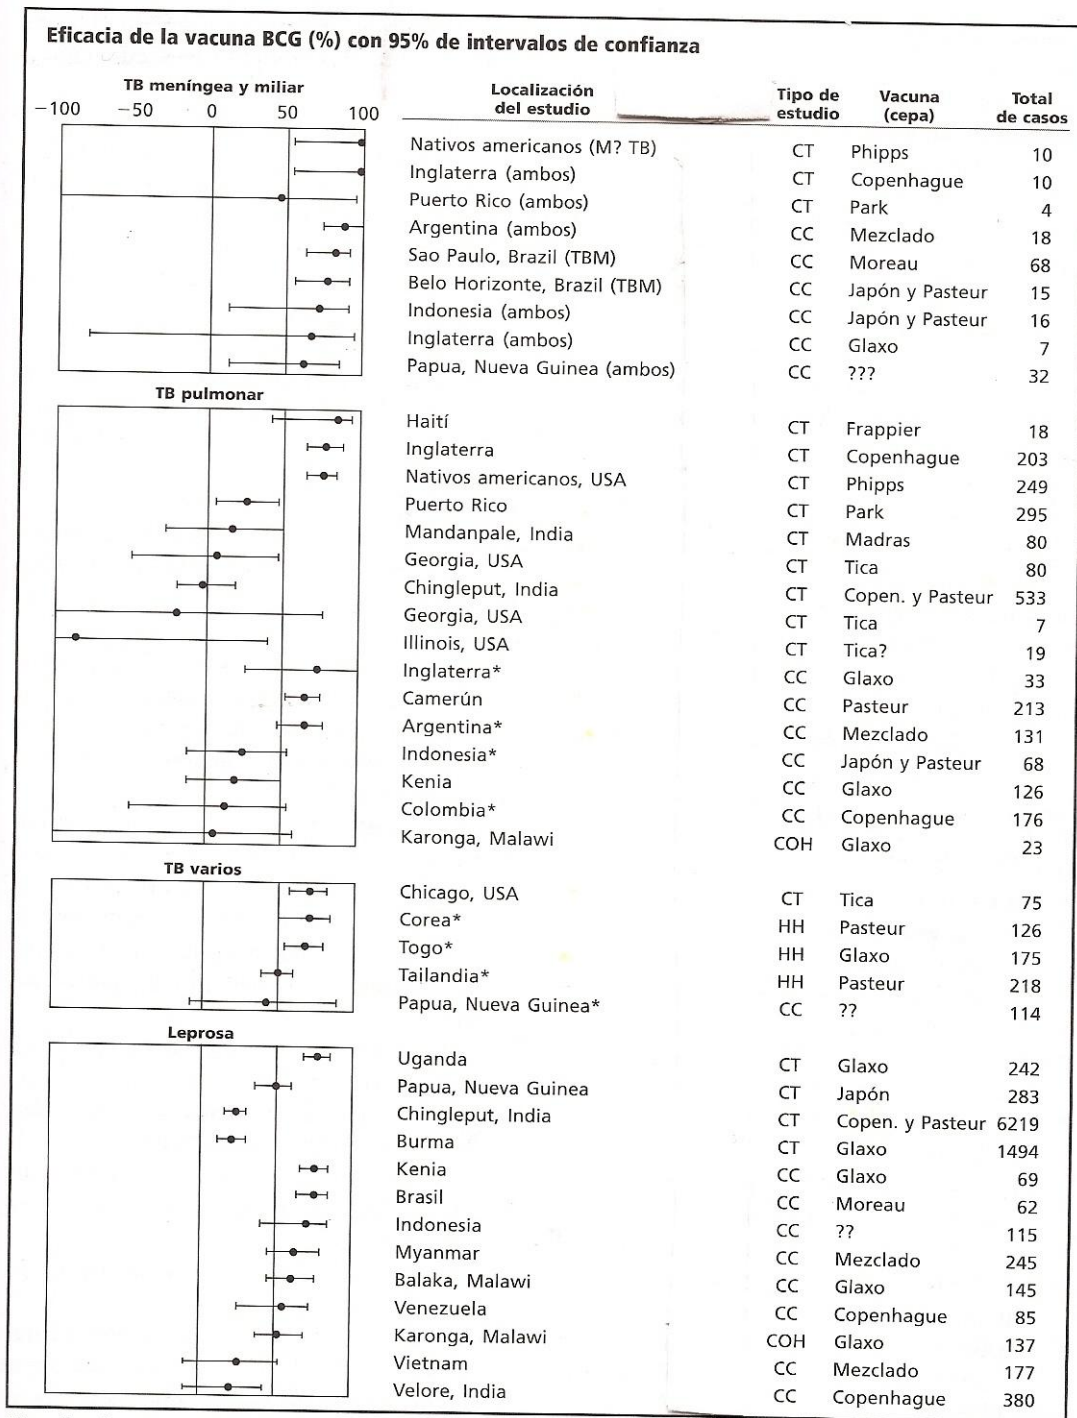 Eficacia de la vacuna BCG (%) con 95% de intervalos de confianza
TB meníngea y miliar Localización del estudio Tipo de estudio Vacuna (cepa) Total de casos
−100 −50 0 50 100
Nativos americanos (M? TB) CT Phipps 10
Inglaterra (ambos) CT Copenhague 10
Puerto Rico (ambos) CT Park 4
Argentina (ambos) CC Mezclado 18
Sao Paulo, Brazil (TBM) CC Moreau 68
Belo Horizonte, Brazil (TBM) CC Japón y Pasteur 15
Indonesia (ambos) CC Japón y Pasteur 16
Inglaterra (ambos) CC Glaxo 7
Papua, Nueva Guinea (ambos) CC ??? 32
TB pulmonar
Haití CT Frappier 18
Inglaterra CT Copenhague 203
Nativos americanos, USA CT Phipps 249
Puerto Rico CT Park 295
Mandanpale, India CT Madras 80
Georgia, USA CT Tica 80
Chingleput, India CT Copen. y Pasteur 533
Georgia, USA CT Tica 7
Illinois, USA CT Tica? 19
Inglaterra* CC Glaxo 33
Camerún CC Pasteur 213
Argentina* CC Mezclado 131
Indonesia* CC Japón y Pasteur 68
Kenia CC Glaxo 126
Colombia* CC Copenhague 176
Karonga, Malawi COH Glaxo 23
TB varios
Chicago, USA CT Tica 75
Corea* HH Pasteur 126
Togo* HH Glaxo 175
Tailandia* HH Pasteur 218
Papua, Nueva Guinea* CC ?? 114
Leprosa
Uganda CT Glaxo 242
Papua, Nueva Guinea CT Japón 283
Chingleput, India CT Copen. y Pasteur 6219
Burma CT Glaxo 1494
Kenia CC Glaxo 69
Brasil CC Moreau 62
Indonesia CC ?? 115
Myanmar CC Mezclado 245
Balaka, Malawi CC Glaxo 145
Venezuela CC Copenhague 85
Karonga, Malawi COH Glaxo 137
Vietnam CC Mezclado 177
Velore, India CC Copenhague 380